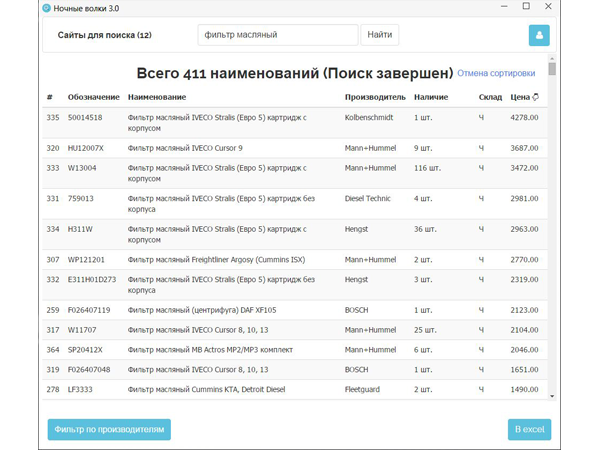 Ночные волки 3.0
Сайты для поиска (12) фильтр масляный Найти
Всего 411 наименований (Поиск завершен) Отмена сортировки
# Обозначение Наименование Производитель Наличие Склад Цена
335 50014518 Фильтр масляный IVECO Stralis (Евро 5) картридж с Kolbenschmidt 1 шт. Ч 4278.00
корпусом
320 HU12007X Фильтр масляный IVECO Cursor 9 Mann+Hummel 9 шт. Ч 3687.00
333 W13004 Фильтр масляный IVECO Stralis (Евро 5) картридж с Mann+Hummel 116 шт. Ч 3472.00
корпусом
331 759013 Фильтр масляный IVECO Stralis (Евро 5) картридж без Diesel Technic 4 шт. Ч 2981.00
корпуса
334 H311W Фильтр масляный IVECO Stralis (Евро 5) картридж с Hengst 36 шт. Ч 2963.00
корпусом
307 WP121201 Фильтр масляный Freightliner Argosy (Cummins ISX) Mann+Hummel 2 шт. Ч 2770.00
332 E311H01D273 Фильтр масляный IVECO Stralis (Евро 5) картридж без Hengst 3 шт. Ч 2319.00
корпуса
259 F026407119 Фильтр масляный (центрифуга) DAF XF105 BOSCH 1 шт. Ч 2123.00
317 W11707 Фильтр масляный IVECO Cursor 8, 10, 13 Mann+Hummel 25 шт. Ч 2104.00
364 SP20412X Фильтр масляный MB Actros MP2/MP3 комплект Mann+Hummel 6 шт. Ч 2046.00
319 F026407048 Фильтр масляный IVECO Cursor 8, 10, 13 BOSCH 1 шт. Ч 1651.00
278 LF3333 Фильтр масляный Cummins KTA, Detroit Diesel Fleetguard 2 шт. Ч 1490.00
Фильтр по производителям В excel